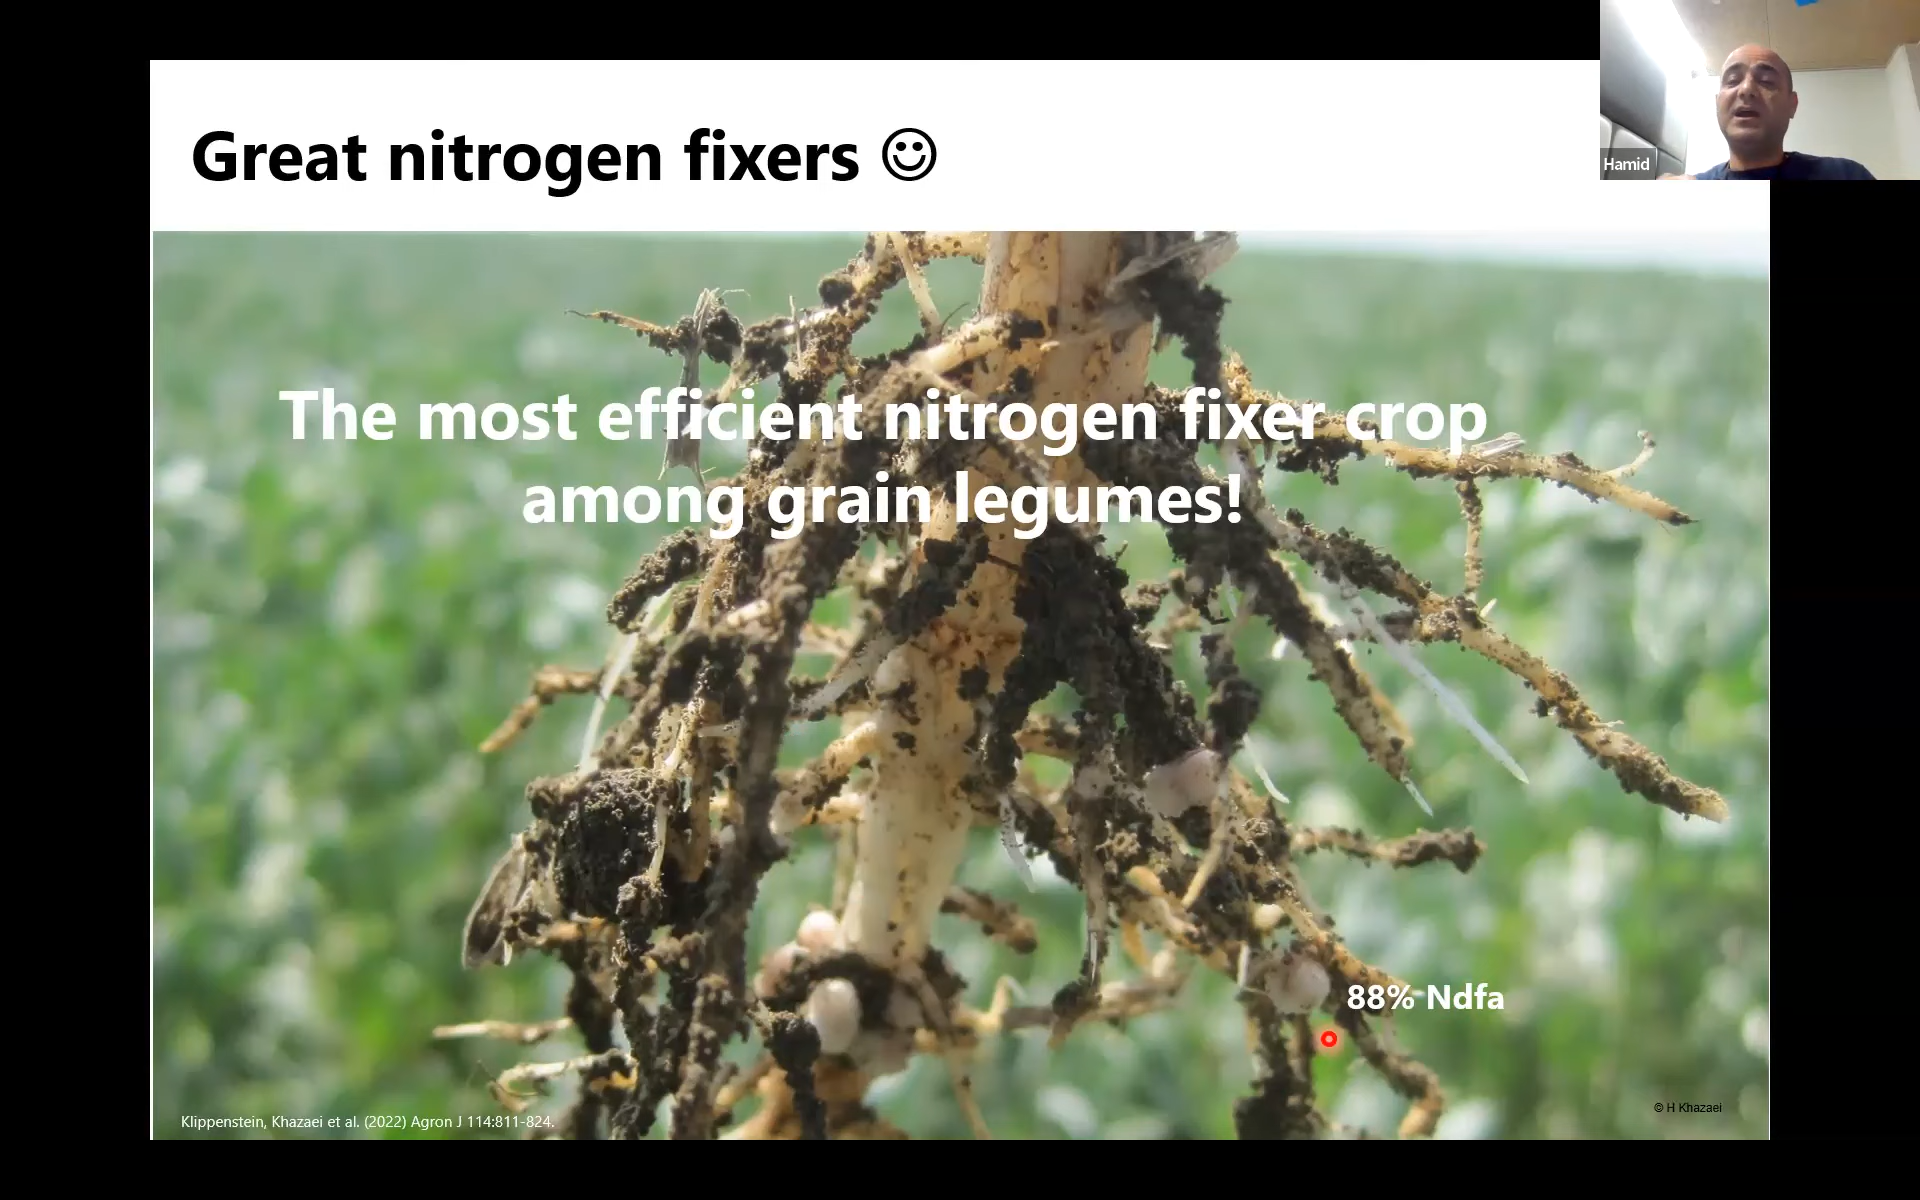 Great nitrogen fixers ☺
Hamid
The most efficient nitrogen fixer crop
among grain legumes!
88% Ndfa
© H Khazaei
Klippenstein, Khazaei et al. (2022) Agron J 114:811-824.